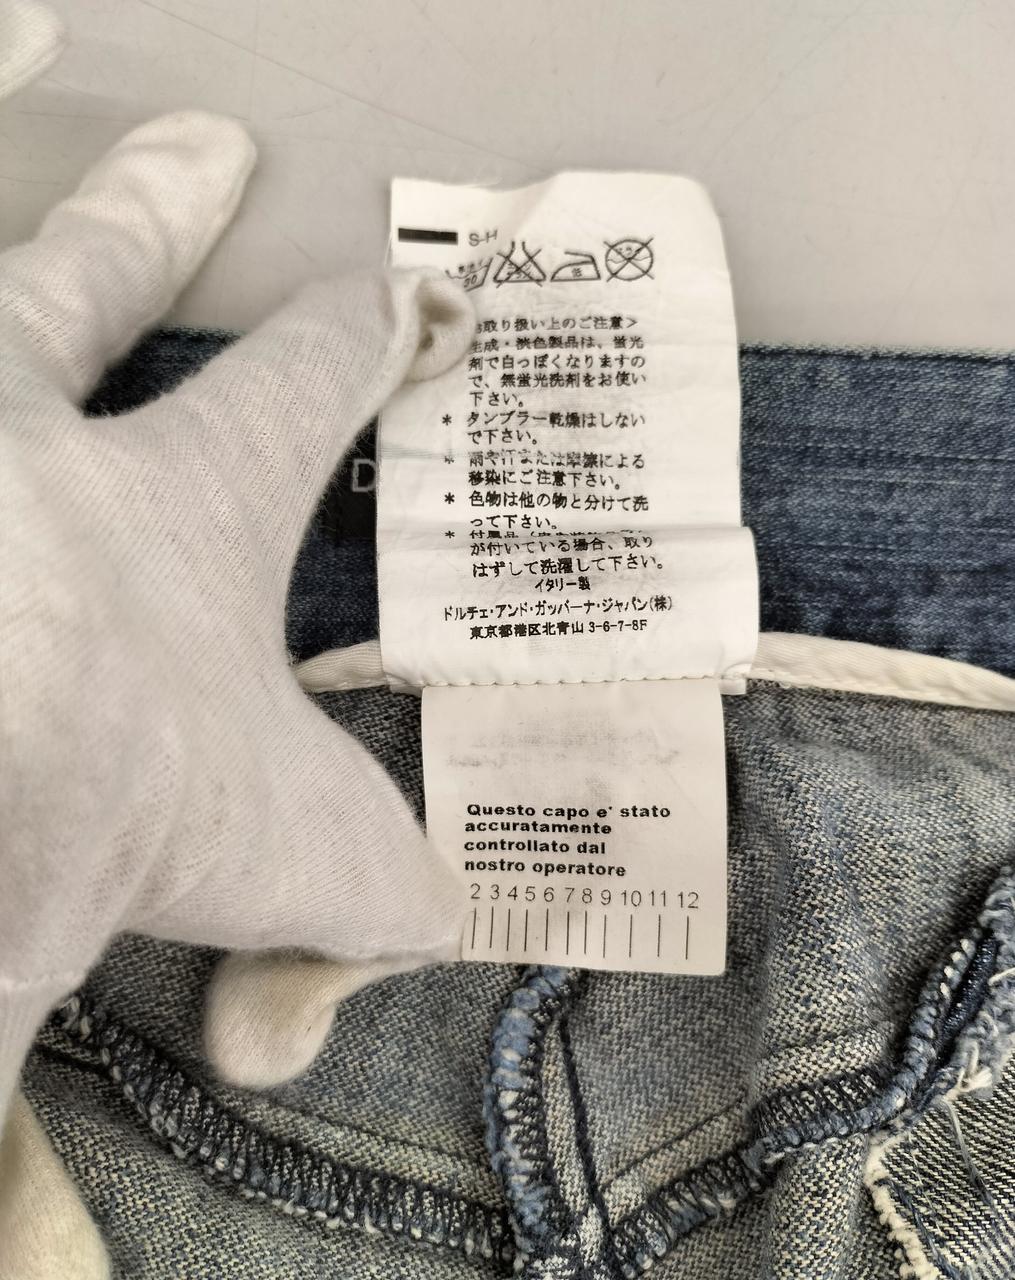 S-H
お取り扱い上のご注意>
生成・淡色製品は、蛍光
剤で白っぽくなりますの
で、無蛍光洗剤をお使い
下さい。
* タンブラー乾燥はしない
で下さい。
* 雨や汗または摩擦による
移染にご注意下さい。
* 色物は他の物と分けて洗
って下さい。
* 付属品
が付いている場合、取り
はずして洗濯して下さい。
イタリー製
ドルチェ・アンド・ガッバーナ・ジャパン(株)
東京都港区北青山 3-6-7-8F
D
Questo capo e' stato
accuratamente
controllato dal
nostro operatore
2 3 4 5 6 7 8 9 10 11 12